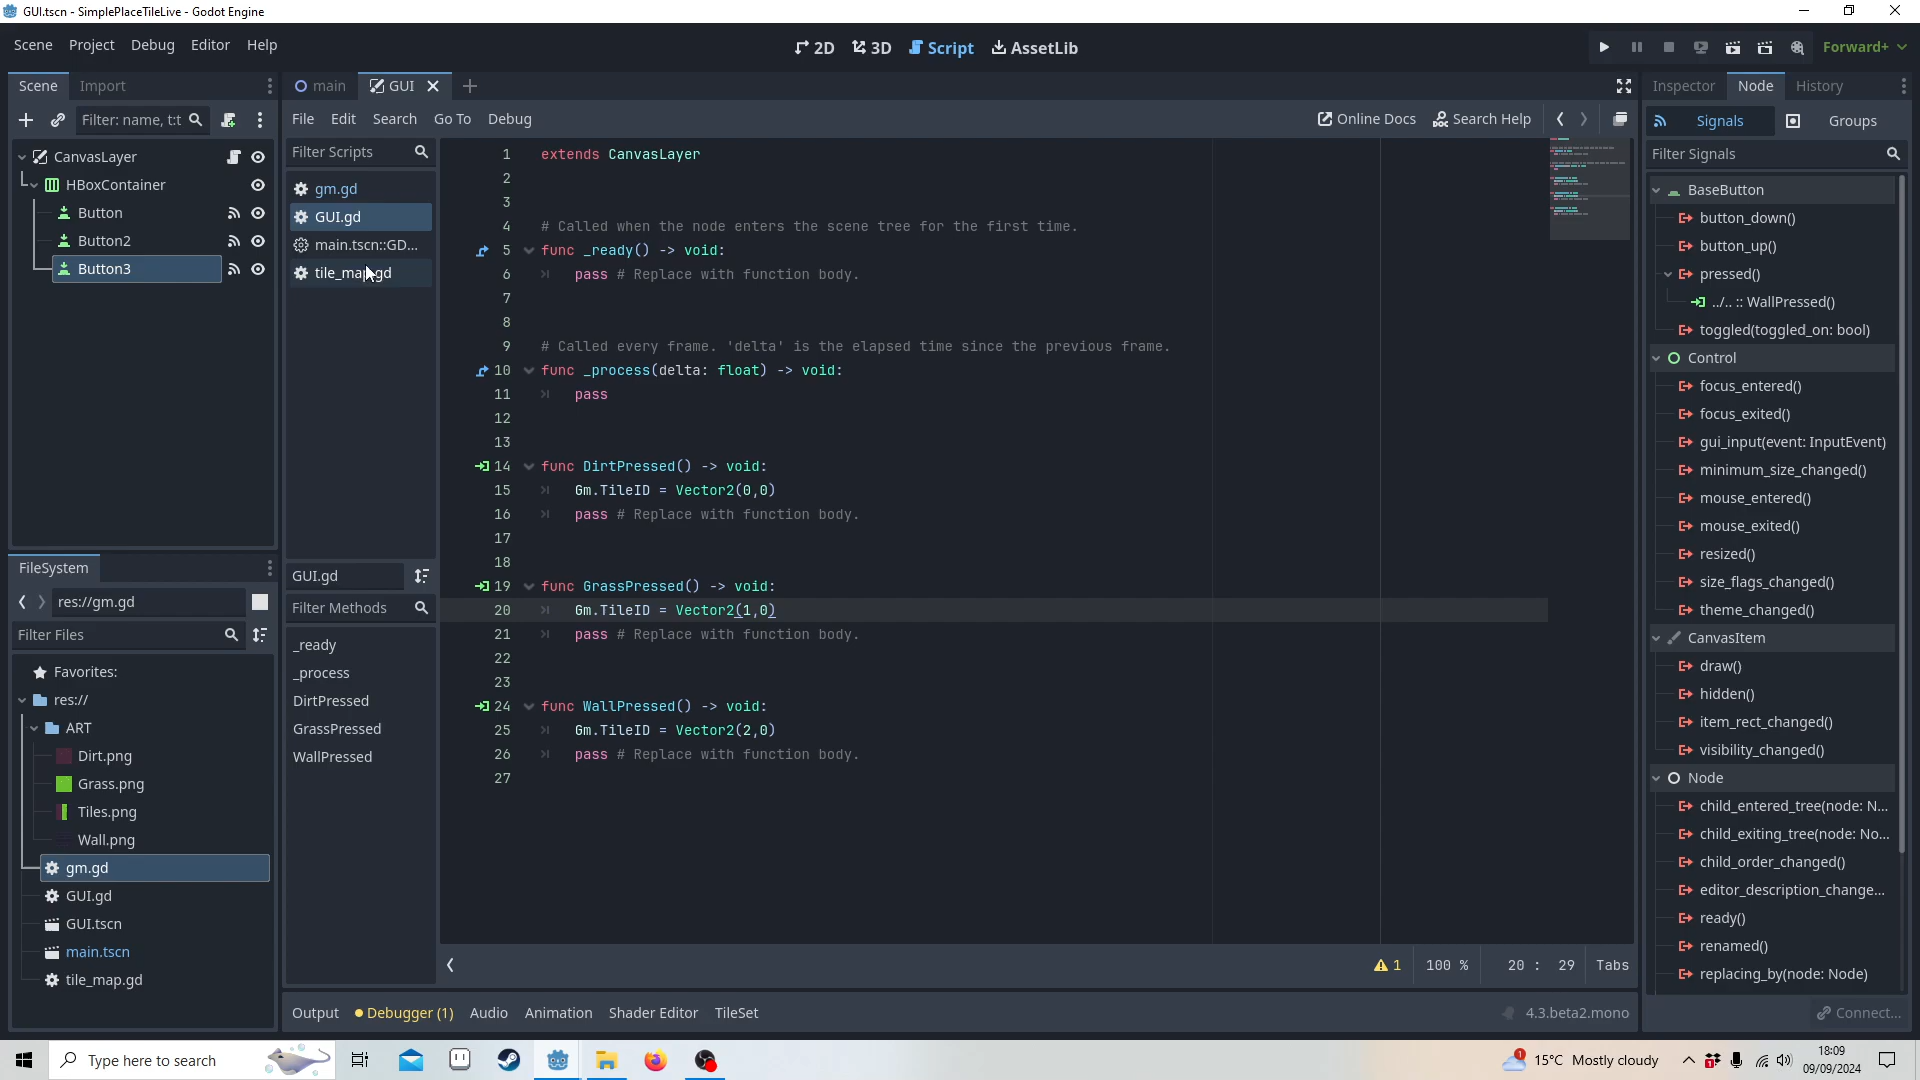 GUI.tscn - SimplePlaceTileLive - Godot Engine
Scene Project Debug Editor Help
2D 3D Script AssetLib
Forward+
Scene Import
main GUI
Inspector Node History
Filter: name, t:t
File Edit Search Go To Debug
Online Docs Search Help
Signals Groups
CanvasLayer
HBoxContainer
Button
Button2
Button3
Filter Scripts
gm.gd
GUI.gd
main.tscn::GD...
tile_map.gd
GUI.gd
Filter Methods
_ready
_process
DirtPressed
GrassPressed
WallPressed
FileSystem
res://gm.gd
Filter Files
Favorites:
res://
ART
Dirt.png
Grass.png
Tiles.png
Wall.png
gm.gd
GUI.gd
GUI.tscn
main.tscn
tile_map.gd
1 extends CanvasLayer
2
3
4 # Called when the node enters the scene tree for the first time.
5 func _ready() -> void:
6 pass # Replace with function body.
7
8
9 # Called every frame. 'delta' is the elapsed time since the previous frame.
10 func _process(delta: float) -> void:
11 pass
12
13
14 func DirtPressed() -> void:
15 Gm.TileID = Vector2(0,0)
16 pass # Replace with function body.
17
18
19 func GrassPressed() -> void:
20 Gm.TileID = Vector2(1,0)
21 pass # Replace with function body.
22
23
24 func WallPressed() -> void:
25 Gm.TileID = Vector2(2,0)
26 pass # Replace with function body.
27
1 100 % 20 : 29 Tabs
Filter Signals
BaseButton
button_down()
button_up()
pressed()
../.. :: WallPressed()
toggled(toggled_on: bool)
Control
focus_entered()
focus_exited()
gui_input(event: InputEvent)
minimum_size_changed()
mouse_entered()
mouse_exited()
resized()
size_flags_changed()
theme_changed()
CanvasItem
draw()
hidden()
item_rect_changed()
visibility_changed()
Node
child_entered_tree(node: N...
child_exiting_tree(node: No...
child_order_changed()
editor_description_change...
ready()
renamed()
replacing_by(node: Node)
Connect...
Output Debugger (1) Audio Animation Shader Editor TileSet
4.3.beta2.mono
Type here to search
1
15°C Mostly cloudy
18:09
09/09/2024